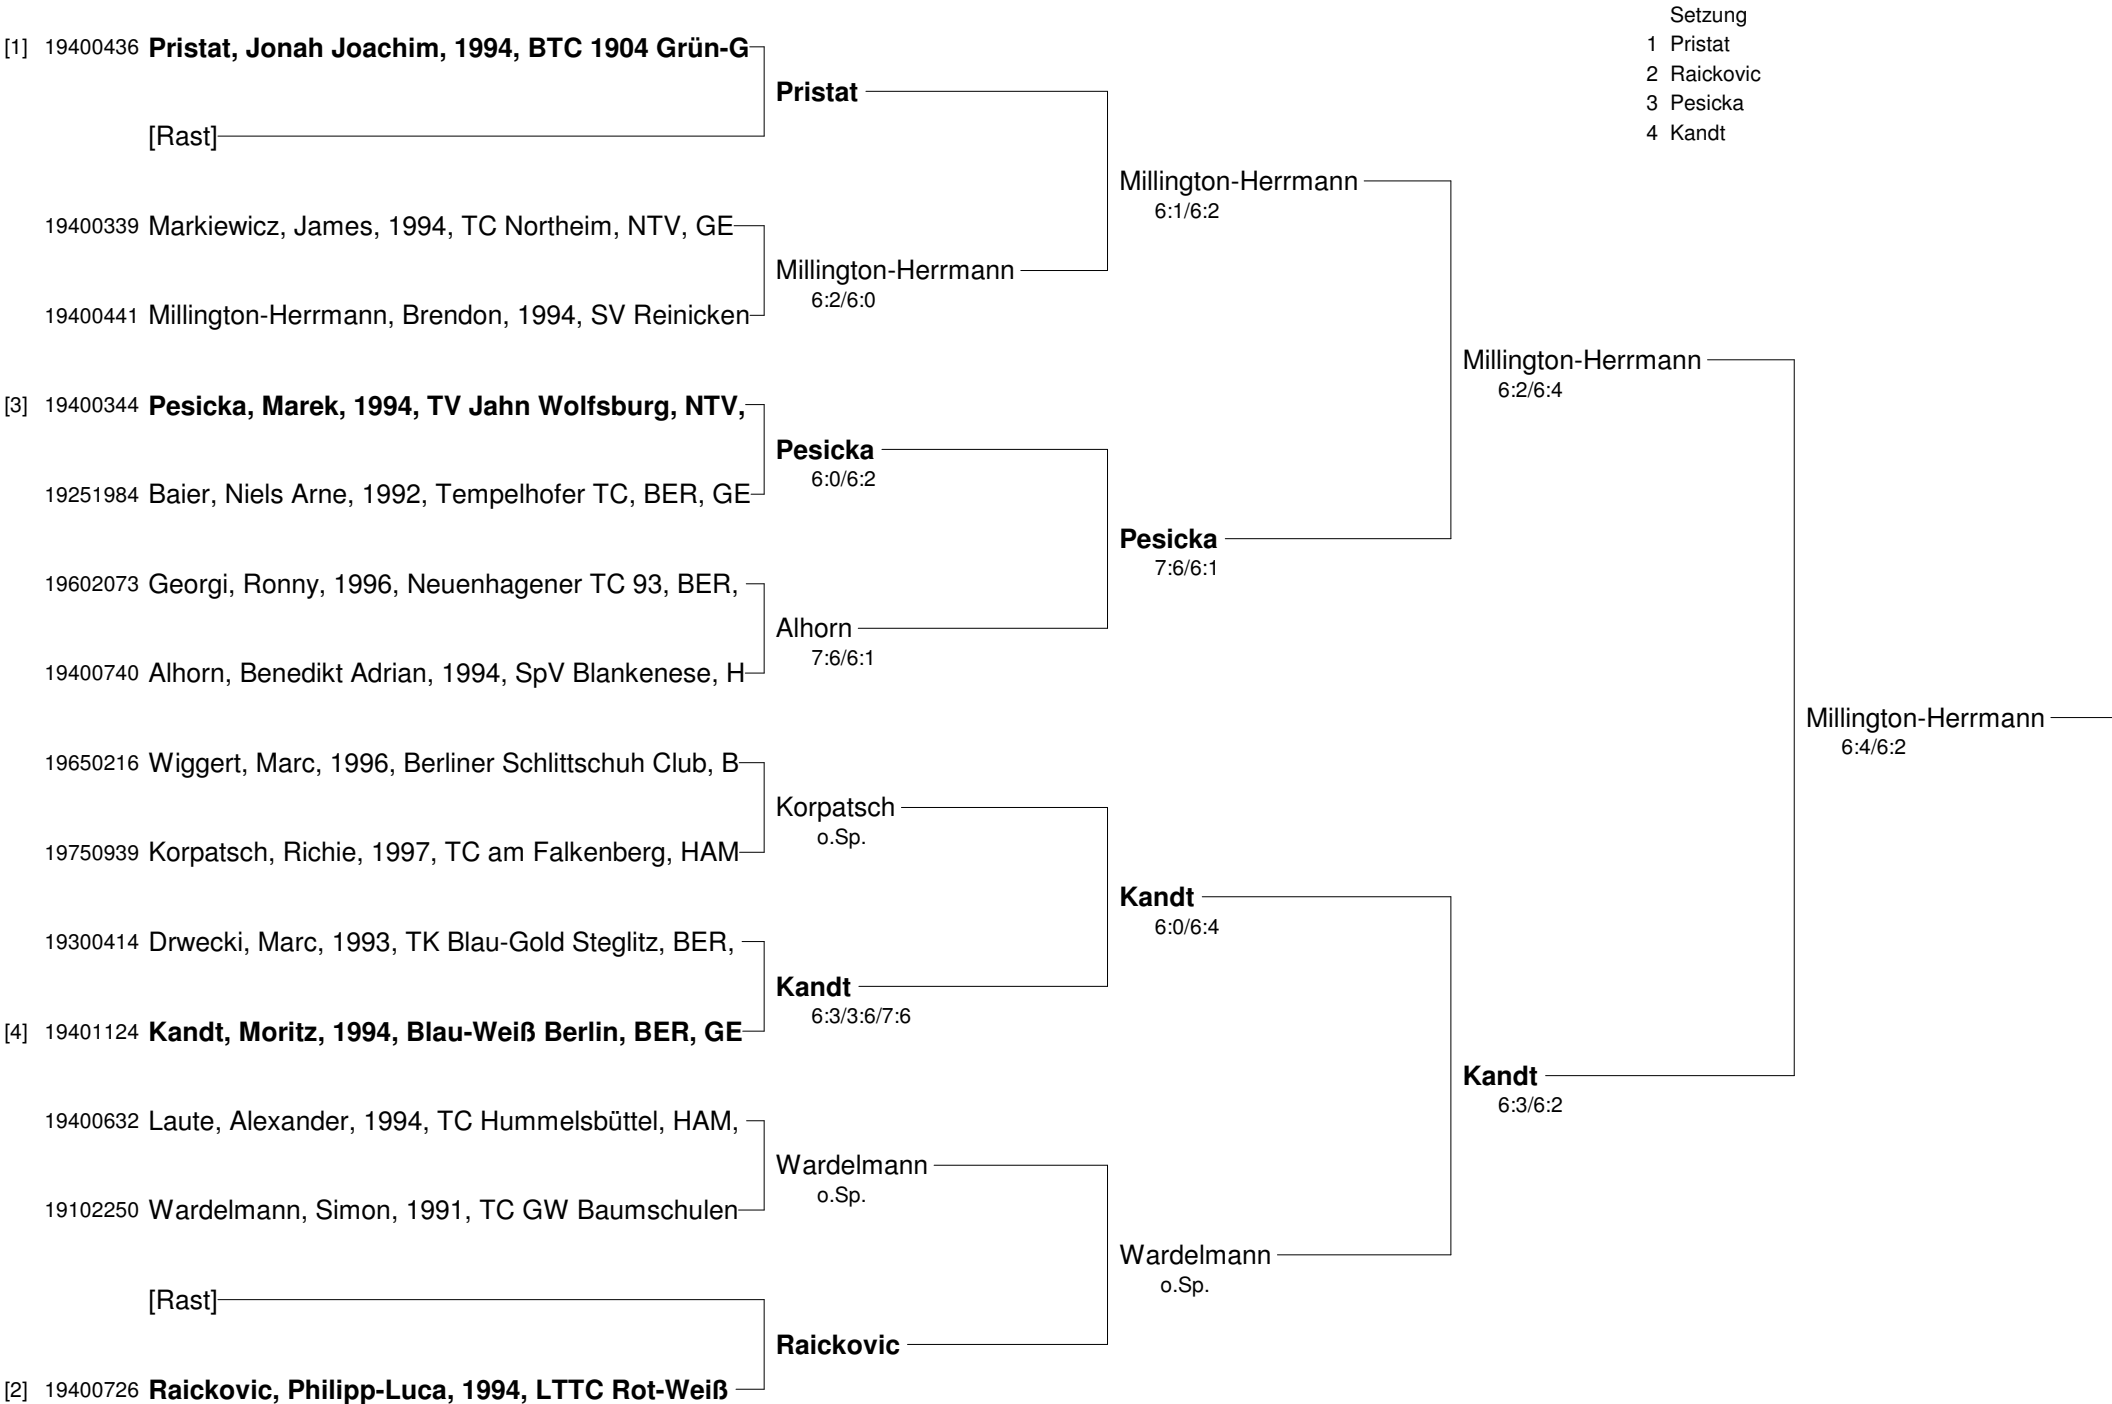 Setzung
1 Pristat
2 Raickovic
3 Pesicka
4 Kandt
[1] 19400436 Pristat, Jonah Joachim, 1994, BTC 1904 Grün-G
Pristat
[Rast]
Millington-Herrmann
6:1/6:2
19400339 Markiewicz, James, 1994, TC Northeim, NTV, GE
Millington-Herrmann
6:2/6:0
19400441 Millington-Herrmann, Brendon, 1994, SV Reinicken
Millington-Herrmann
6:2/6:4
[3] 19400344 Pesicka, Marek, 1994, TV Jahn Wolfsburg, NTV,
Pesicka
6:0/6:2
19251984 Baier, Niels Arne, 1992, Tempelhofer TC, BER, GE
Pesicka
7:6/6:1
19602073 Georgi, Ronny, 1996, Neuenhagener TC 93, BER,
Alhorn
7:6/6:1
19400740 Alhorn, Benedikt Adrian, 1994, SpV Blankenese, H
Millington-Herrmann
6:4/6:2
19650216 Wiggert, Marc, 1996, Berliner Schlittschuh Club, B
Korpatsch
o.Sp.
19750939 Korpatsch, Richie, 1997, TC am Falkenberg, HAM
Kandt
6:0/6:4
19300414 Drwecki, Marc, 1993, TK Blau-Gold Steglitz, BER,
Kandt
6:3/3:6/7:6
[4] 19401124 Kandt, Moritz, 1994, Blau-Weiß Berlin, BER, GE
Kandt
6:3/6:2
19400632 Laute, Alexander, 1994, TC Hummelsbüttel, HAM,
Wardelmann
o.Sp.
19102250 Wardelmann, Simon, 1991, TC GW Baumschulen
Wardelmann
o.Sp.
[Rast]
Raickovic
[2] 19400726 Raickovic, Philipp-Luca, 1994, LTTC Rot-Weiß